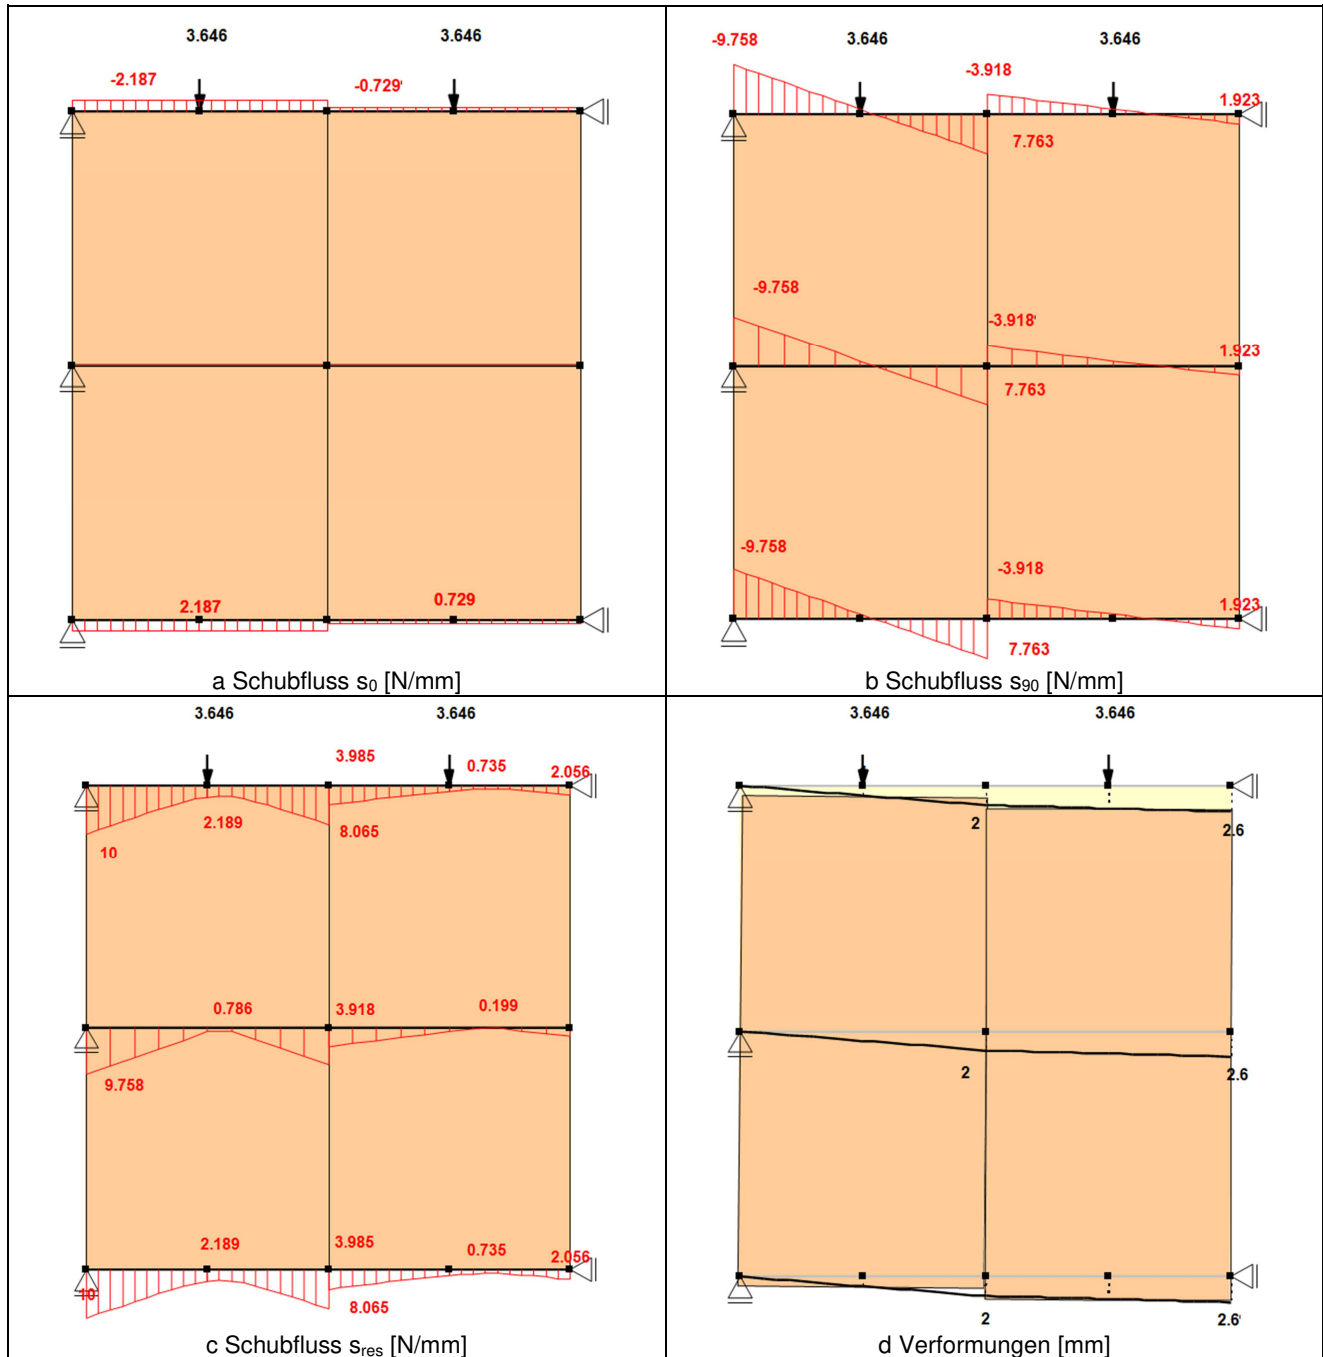 3.646 3.646
-2.187 -0.729
2.187 0.729
a Schubfluss s0 [N/mm]
-9.758 3.646 3.646
-3.918 1.923
7.763
-9.758 -3.918 1.923
7.763
-9.758 -3.918 1.923
7.763
b Schubfluss s90 [N/mm]
3.646 3.646
3.985 0.735 2.056
2.189 8.065
10
0.786 3.918 0.199
9.758
2.189 3.985 0.735 2.056
10 8.065
c Schubfluss sres [N/mm]
3.646 3.646
2 2.6
2 2.6
2 2.6
d Verformungen [mm]